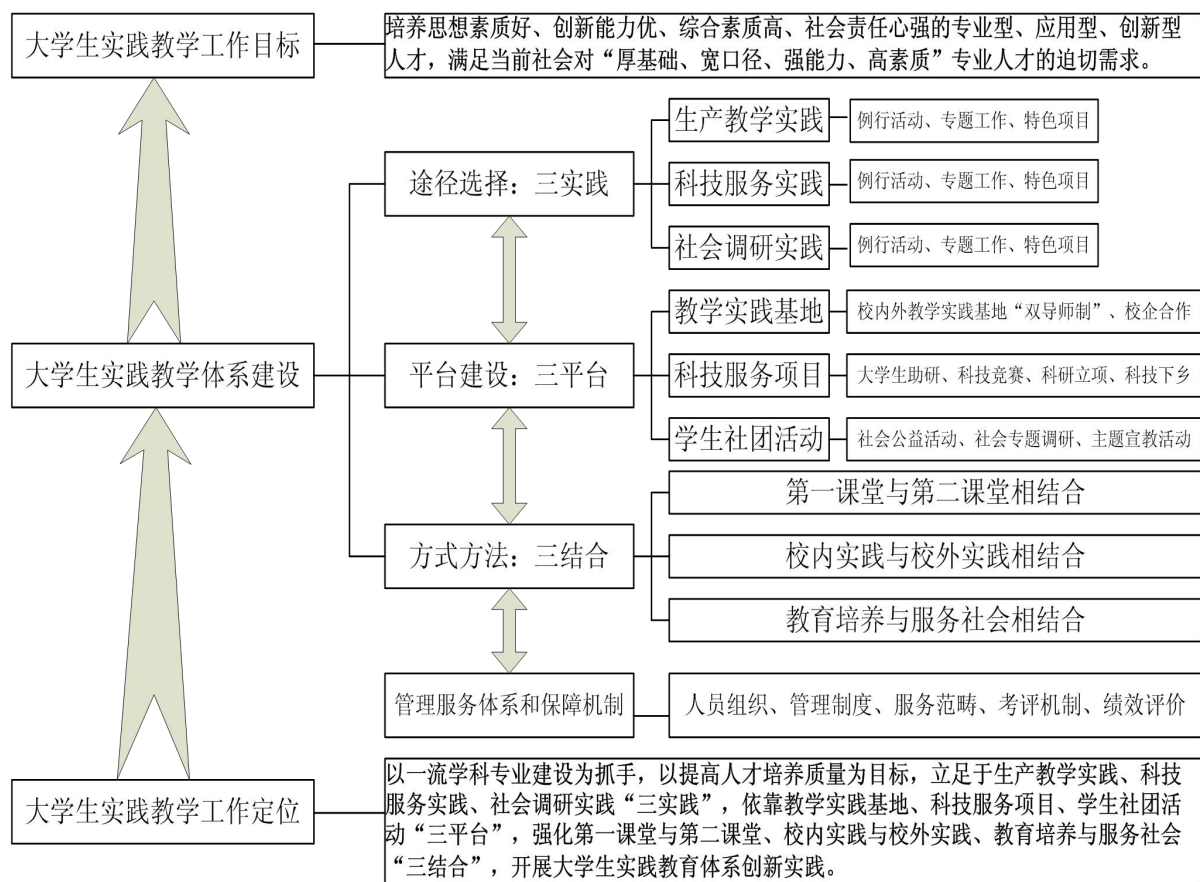 大学生实践教学工作目标
培养思想素质好、创新能力优、综合素质高、社会责任心强的专业型、应用型、创新型
人才，满足当前社会对“厚基础、宽口径、强能力、高素质”专业人才的迫切需求。
生产教学实践
例行活动、专题工作、特色项目
途径选择：三实践
科技服务实践
例行活动、专题工作、特色项目
社会调研实践
例行活动、专题工作、特色项目
教学实践基地
校内外教学实践基地“双导师制”、校企合作
大学生实践教学体系建设
平台建设：三平台
科技服务项目
大学生助研、科技竞赛、科研立项、科技下乡
学生社团活动
社会公益活动、社会专题调研、主题宣教活动
第一课堂与第二课堂相结合
方式方法：三结合
校内实践与校外实践相结合
教育培养与服务社会相结合
管理服务体系和保障机制
人员组织、管理制度、服务范畴、考评机制、绩效评价
大学生实践教学工作定位
以一流学科专业建设为抓手，以提高人才培养质量为目标，立足于生产教学实践、科技
服务实践、社会调研实践“三实践”，依靠教学实践基地、科技服务项目、学生社团活
动“三平台”，强化第一课堂与第二课堂、校内实践与校外实践、教育培养与服务社会
“三结合”，开展大学生实践教育体系创新实践。